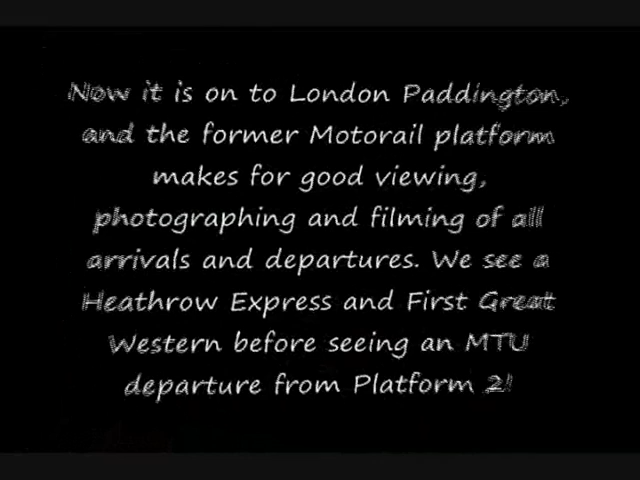 Now it is on to London Paddington,
and the former Motorail platform
makes for good viewing,
photographing and filming of all
arrivals and departures. We see a
Heathrow Express and First Great
Western before seeing an MTU
departure from Platform 2!